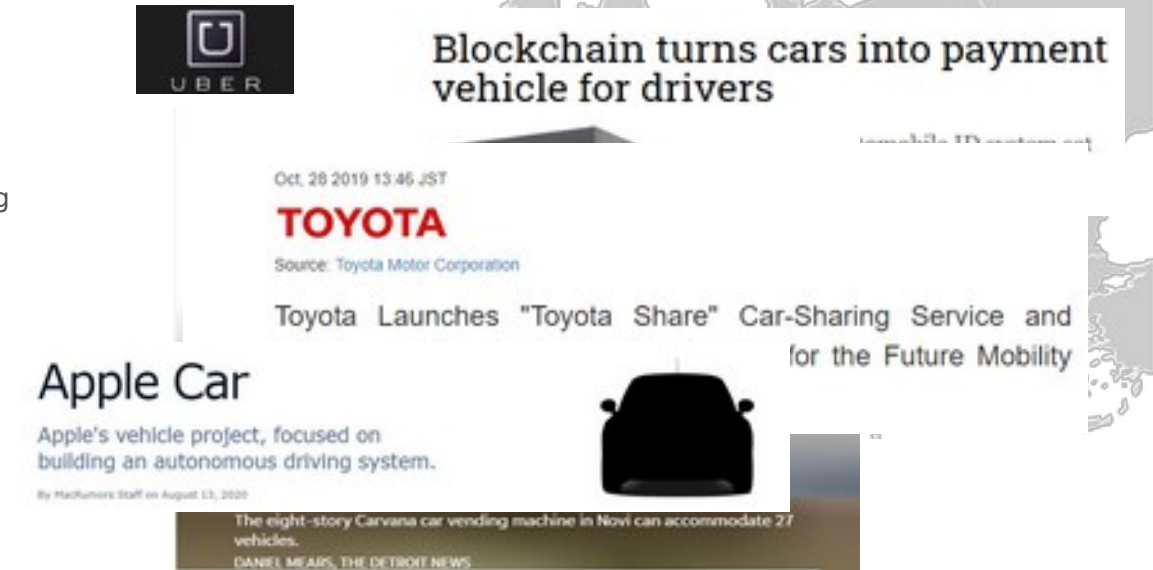 UBER
Blockchain turns cars into payment
vehicle for drivers
Oct, 28 2019 13:46 JST
g
TOYOTA
Source: Toyota Motor Corporation
Toyota Launches "Toyota Share" Car-Sharing Service and
for the Future Mobility
Apple Car
Apple's vehicle project, focused on
building an autonomous driving system.
By MacRumors Staff on August 13, 2020
The eight-story Carvana car vending machine in Novi can accommodate 27
vehicles.
DANIEL MEARS, THE DETROIT NEWS